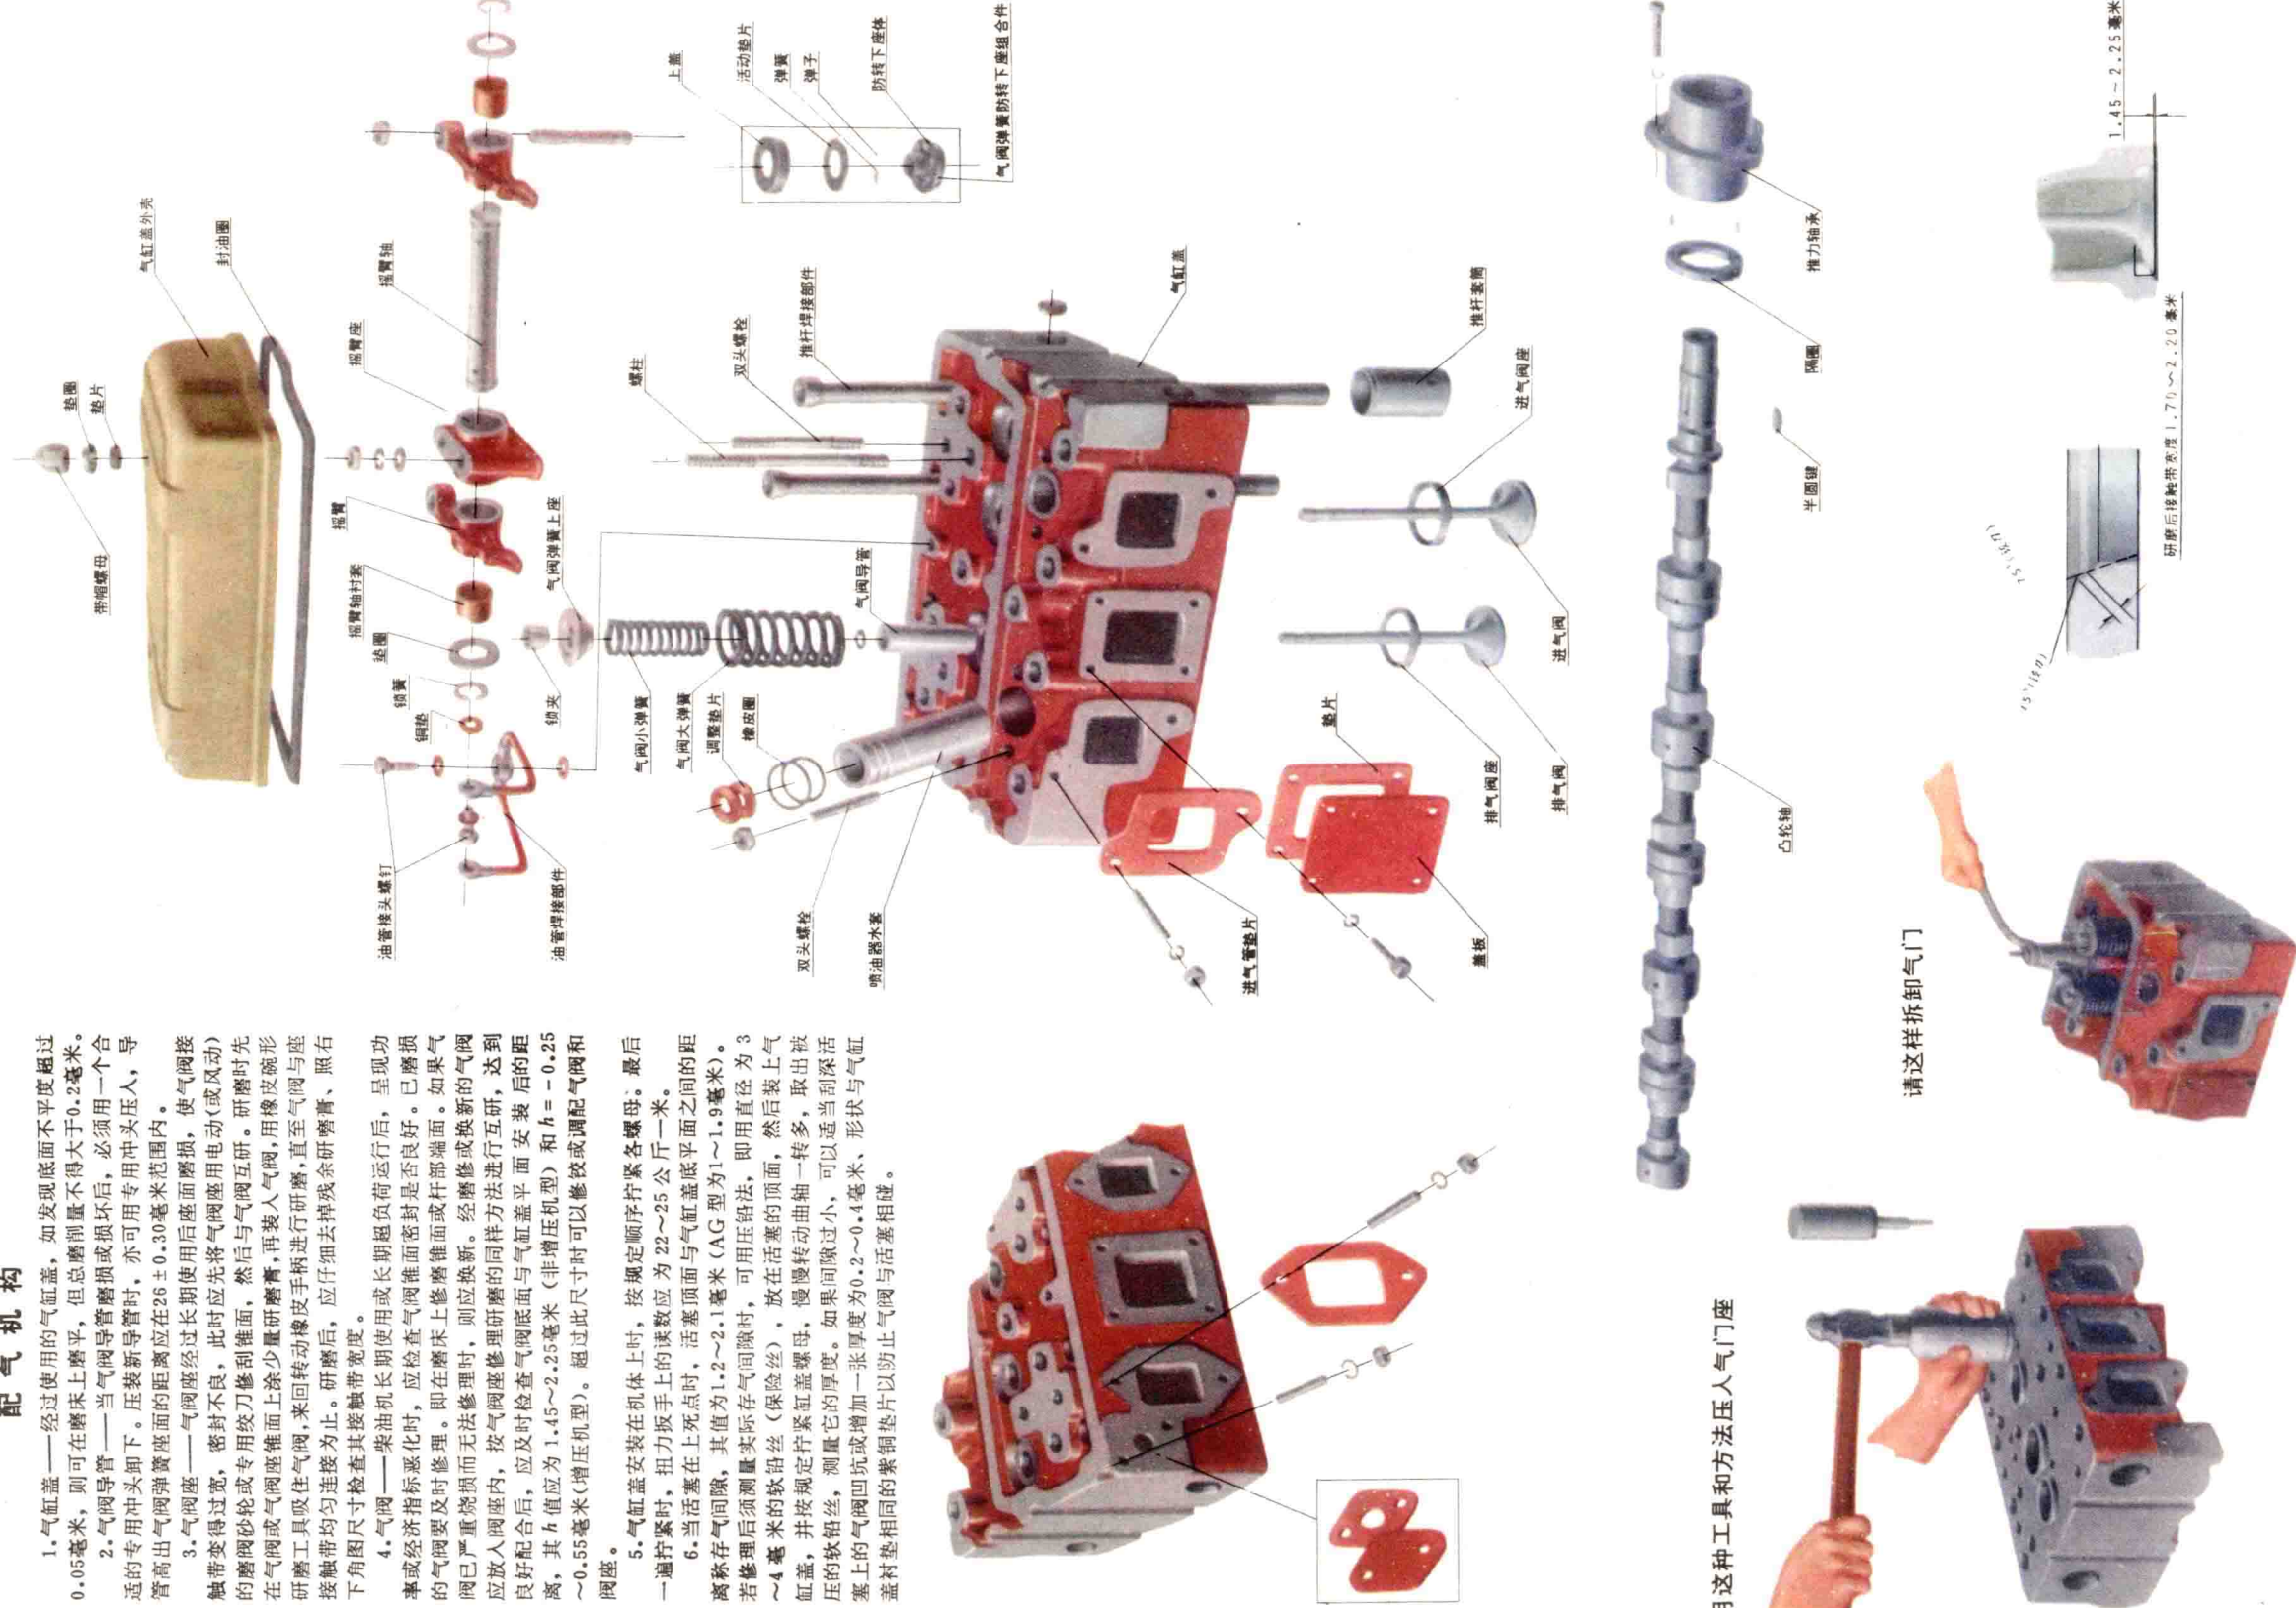 配气机构
1.气缸盖——经过使用的气缸盖，如发现底面不平度超过
0.05毫米，则可在磨床上磨平，但总磨削量不得大于0.2毫米。
2.气阀导管——当气阀导管磨损或损坏后，必须用一个合
适的专用冲头卸下。压装新导管时，亦可用专用冲头压入，导
管高出气阀弹簧座面的距离应在26±0.30毫米范围内。
3.气阀座——气阀座经过长期使用后座面磨损，使气阀接
触带变得过宽，密封不良，此时应先将气阀座用电动（或风动）
的磨阀砂轮或专用绞刀修刮锥面，然后与气阀互研。研磨时先
在气阀或气阀座锥面上涂少量研磨膏，再装入气阀，用橡皮碗形
研磨工具吸住气阀，来回转动橡皮手柄进行研磨，直至气阀与座
接触带均匀连接为止。研磨后，应仔细去掉残余研磨膏、照右
下角图尺寸检查其接触带宽度。
4.气阀——柴油机长期使用或长期超负荷运行后，呈现功
率或经济指标恶化时，应检查气阀锥面密封是否良好。已磨损
的气阀要及时修理。即在磨床上修磨锥面或杆部端面。如果气
阀已严重烧损而无法修理时，则应换新。经磨修或换新的气阀
应放入阀座内，按气阀座修理研磨的同样方法进行互研，达到
良好配合后，应及时检查气阀底面与气缸盖平面安装后的距
离，其h值应为1.45～2.25毫米（非增压机型）和h=－0.25
～0.55毫米（增压机型）。超过此尺寸时可以修铰或调配气阀和
阀座。
5.气缸盖安装在机体上时，按规定顺序拧紧各螺母。最后
一遍拧紧时，扭力扳手上的读数应为22～25公斤—米。
6.当活塞在上死点时，活塞顶面与气缸盖底平面之间的距
离称存气间隙，其值为1.2～2.1毫米（AG型为1～1.9毫米）。
若修理后须测量实际存气间隙时，可用压铅法，即用直径为3
～4毫米的软铅丝（保险丝），放在活塞的顶面，然后装上气
缸盖，并按规定拧紧缸盖螺母、慢慢转动曲轴一转多，取出被
压的软铅丝，测量它的厚度。如果间隙过小，可以适当刮深活
塞上的气阀凹坑或增加一张厚度为0.2～0.4毫米、形状与气缸
盖衬垫相同的紫铜垫片以防止气阀与活塞相碰。
带帽螺母
垫圈
垫片
气缸盖外壳
封油圈
油管接头螺钉
铜垫
锁簧
垫圈
摇臂轴衬套
摇臂
摇臂座
摇臂轴
油管焊接部件
锁夹
气阀弹簧上座
气阀小弹簧
气阀大弹簧
调整垫片
橡皮圈
双头螺栓
喷油器水套
气阀导管
螺柱
双头螺栓
推杆焊接部件
上盖
活动垫片
弹簧
弹子
防转下座体
气阀弹簧防转下座组合件
气缸盖
推杆套筒
进气阀座
进气阀
排气阀座
排气阀
垫片
进气管垫片
盖板
凸轮轴
半圆键
隔圈
推力轴承
用这种工具和方法压入气门座
请这样拆卸气门
研磨后接触带宽度1.70～2.20毫米
1.45～2.25毫米